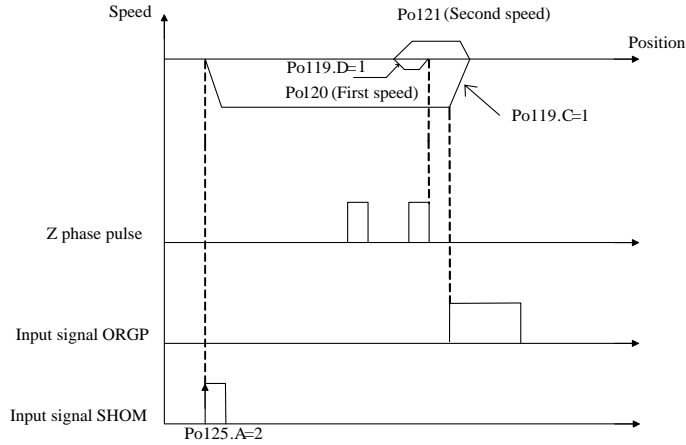 Speed
Po121 (Second speed)
Position
Po119.D=1
Po120 (First speed)
Po119.C=1
Z phase pulse
Input signal ORGP
Input signal SHOM
Po125.A=2